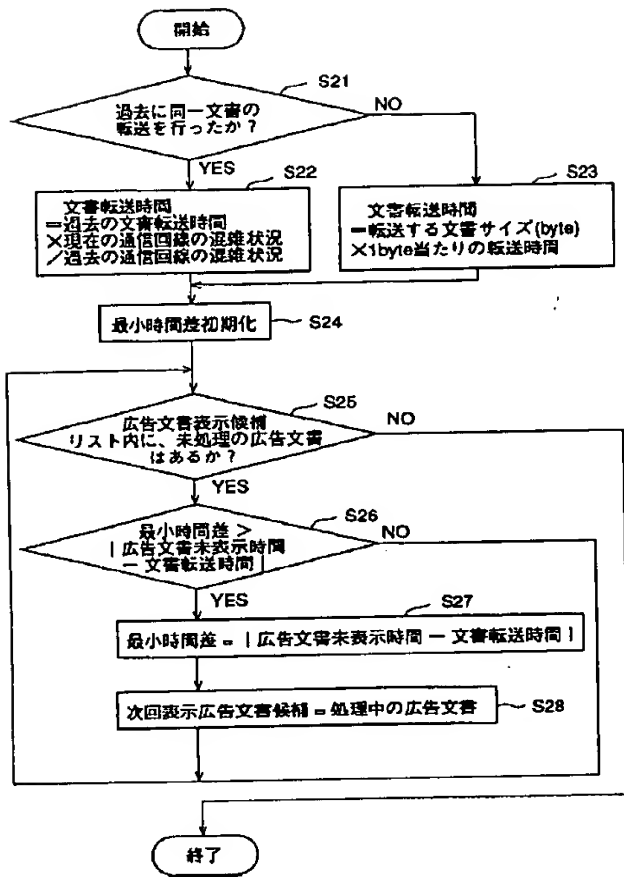 開始
S21
過去に同一文書の
転送を行ったか?
NO
YES
S22
文書転送時間
=過去の文書転送時間
×現在の通信回線の混雑状況
/過去の通信回線の混雑状況
S23
文書転送時間
=転送する文書サイズ(byte)
×1byte当たりの転送時間
最小時間差初期化
S24
S25
広告文書表示候補
リスト内に、未処理の広告文書
はあるか?
NO
YES
S26
最小時間差 >
|広告文書未表示時間
-文書転送時間|
NO
YES
S27
最小時間差 = |広告文書未表示時間 - 文書転送時間|
次回表示広告文書候補 = 処理中の広告文書
S28
終了